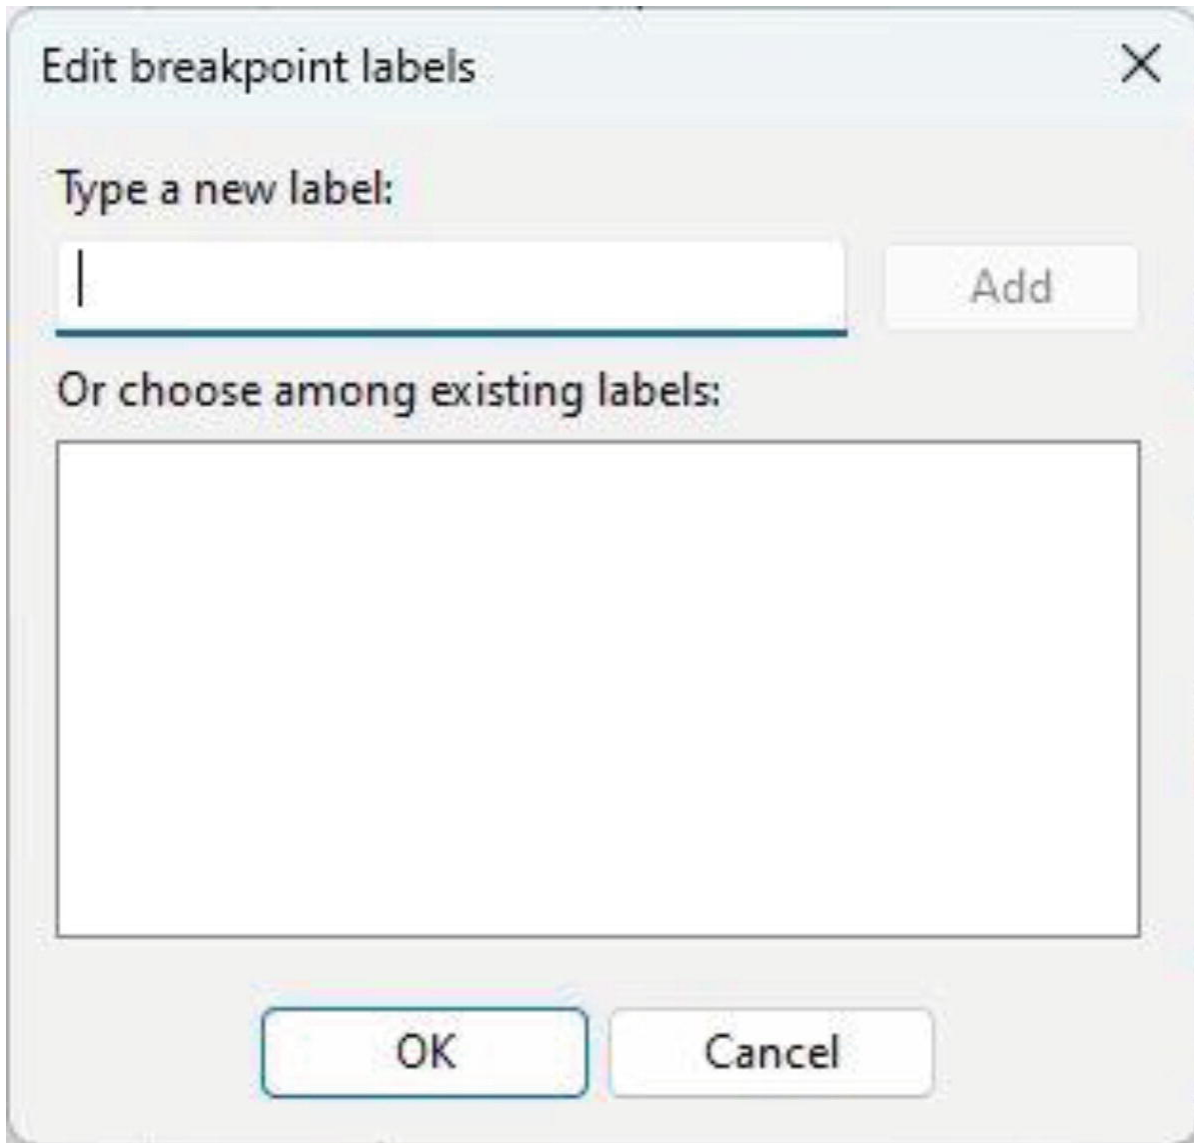 Edit breakpoint labels
Type a new label:
Add
Or choose among existing labels:
OK
Cancel